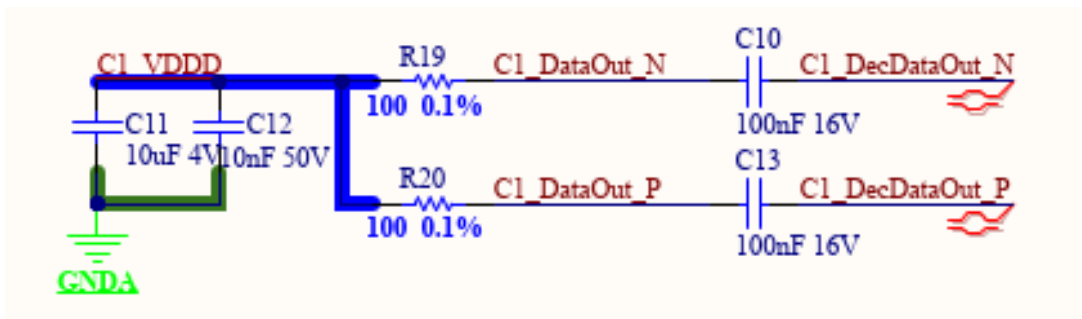 C1_VDDD
R19
100 0.1%
C1_DataOut_N
C10
100nF 16V
C1_DecDataOut_N
C11
10uF 4V
C12
10nF 50V
R20
100 0.1%
C1_DataOut_P
C13
100nF 16V
C1_DecDataOut_P
GNDA